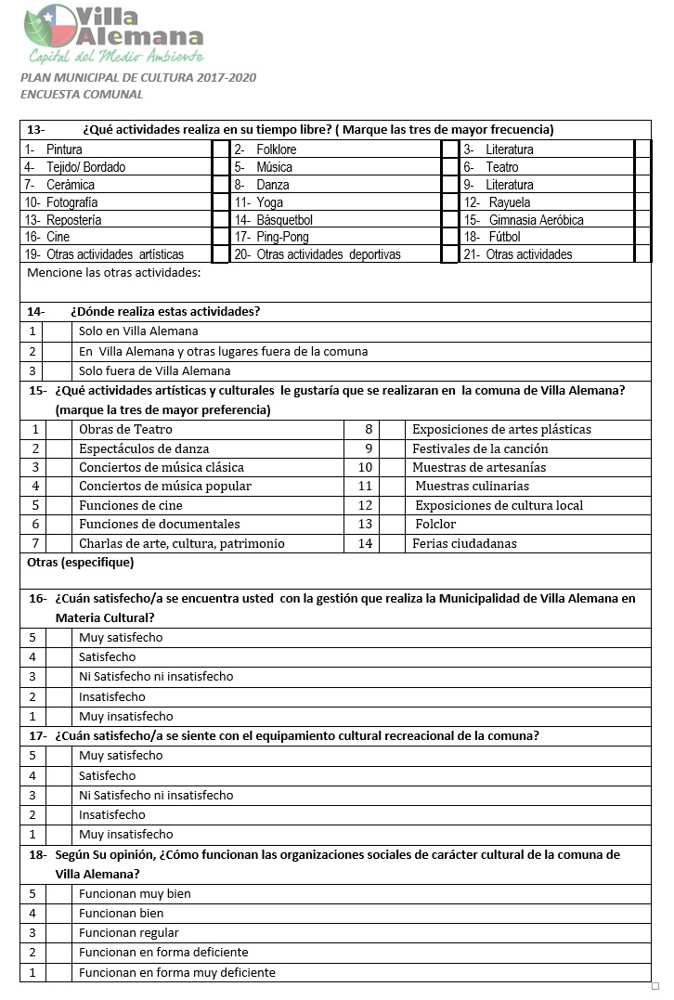 Villa
Alemana
Capital del Medio Ambiente
PLAN MUNICIPAL DE CULTURA 2017-2020
ENCUESTA COMUNAL
13- ¿Qué actividades realiza en su tiempo libre? ( Marque las tres de mayor frecuencia)
1- Pintura 2- Folklore 3- Literatura
4- Tejido/ Bordado 5- Música 6- Teatro
7- Cerámica 8- Danza 9- Literatura
10- Fotografía 11- Yoga 12- Rayuela
13- Repostería 14- Básquetbol 15- Gimnasia Aeróbica
16- Cine 17- Ping-Pong 18- Fútbol
19- Otras actividades artísticas 20- Otras actividades deportivas 21- Otras actividades
Mencione las otras actividades:
14- ¿Dónde realiza estas actividades?
1 Solo en Villa Alemana
2 En Villa Alemana y otras lugares fuera de la comuna
3 Solo fuera de Villa Alemana
15- ¿Qué actividades artísticas y culturales le gustaría que se realizaran en la comuna de Villa Alemana?
(marque la tres de mayor preferencia)
1 Obras de Teatro 8 Exposiciones de artes plásticas
2 Espectáculos de danza 9 Festivales de la canción
3 Conciertos de música clásica 10 Muestras de artesanías
4 Conciertos de música popular 11 Muestras culinarias
5 Funciones de cine 12 Exposiciones de cultura local
6 Funciones de documentales 13 Folclor
7 Charlas de arte, cultura, patrimonio 14 Ferias ciudadanas
Otras (especifique)
16- ¿Cuán satisfecho/a se encuentra usted con la gestión que realiza la Municipalidad de Villa Alemana en
Materia Cultural?
5 Muy satisfecho
4 Satisfecho
3 Ni Satisfecho ni insatisfecho
2 Insatisfecho
1 Muy insatisfecho
17- ¿Cuán satisfecho/a se siente con el equipamiento cultural recreacional de la comuna?
5 Muy satisfecho
4 Satisfecho
3 Ni Satisfecho ni insatisfecho
2 Insatisfecho
1 Muy insatisfecho
18- Según Su opinión, ¿Cómo funcionan las organizaciones sociales de carácter cultural de la comuna de
Villa Alemana?
5 Funcionan muy bien
4 Funcionan bien
3 Funcionan regular
2 Funcionan en forma deficiente
1 Funcionan en forma muy deficiente